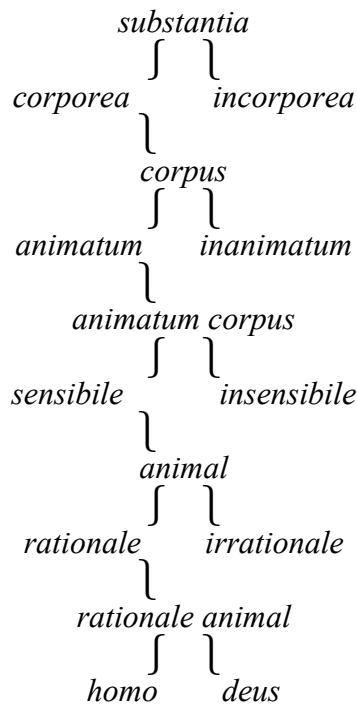 substantia
corporea incorporea
corpus
animatum inanimatum
animatum corpus
sensibile insensibile
animal
rationale irrationale
rationale animal
homo deus